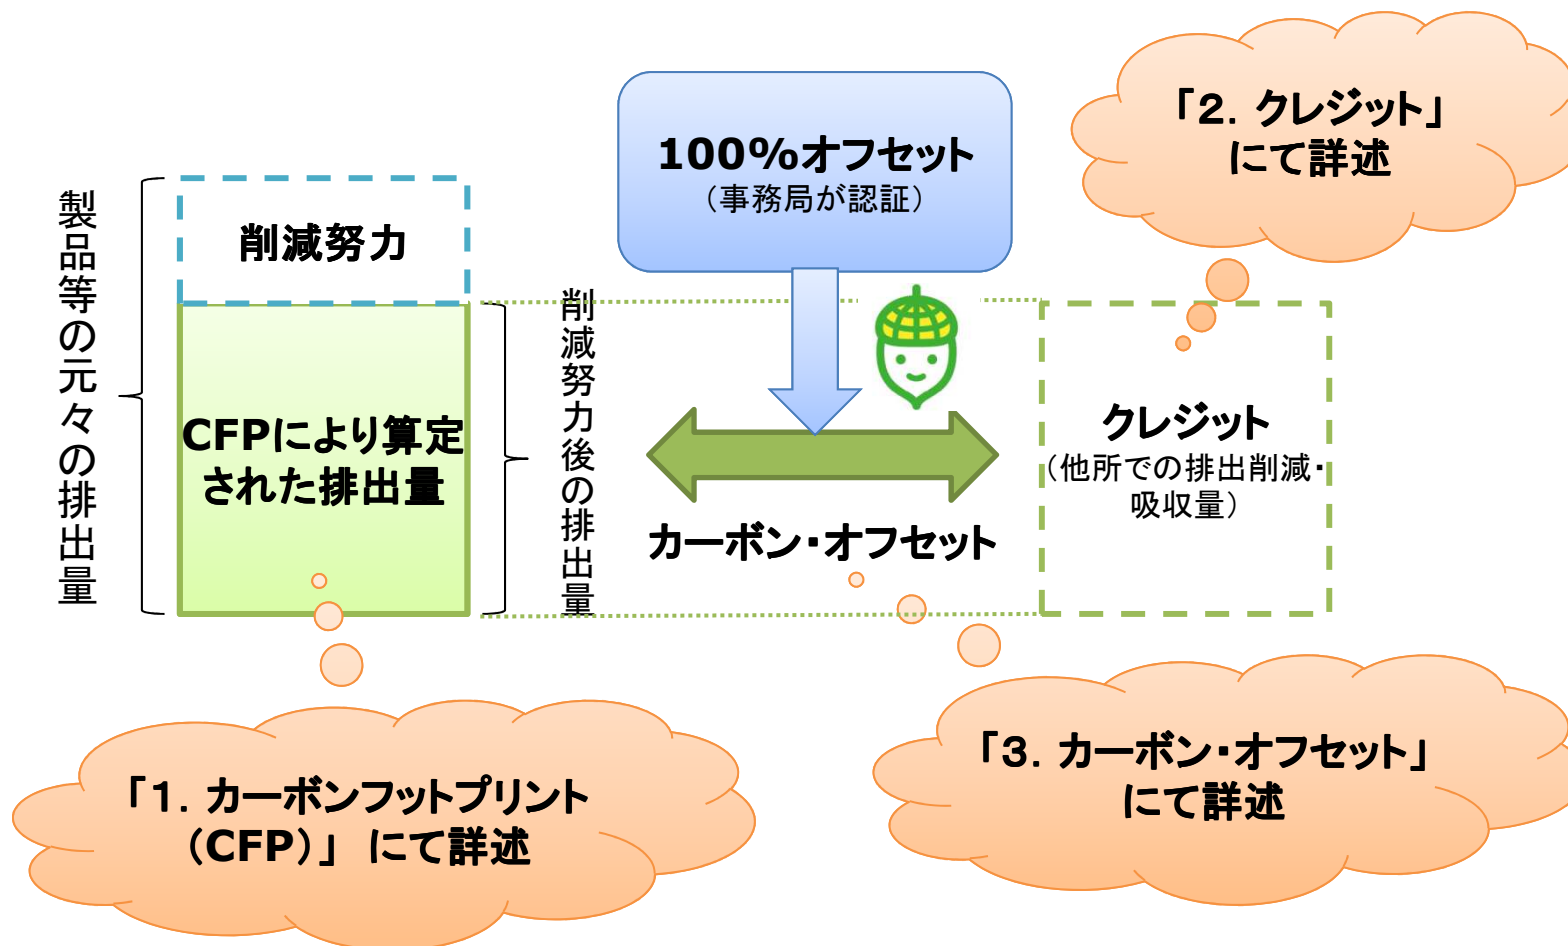 製品等の元々の排出量
削減努力
CFPにより算定
された排出量
削減努力後の排出量
100%オフセット
（事務局が認証）
カーボン・オフセット
クレジット
（他所での排出削減・
吸収量）
「2. クレジット」
にて詳述
「1. カーボンフットプリント
（CFP）」 にて詳述
「3. カーボン・オフセット」
にて詳述